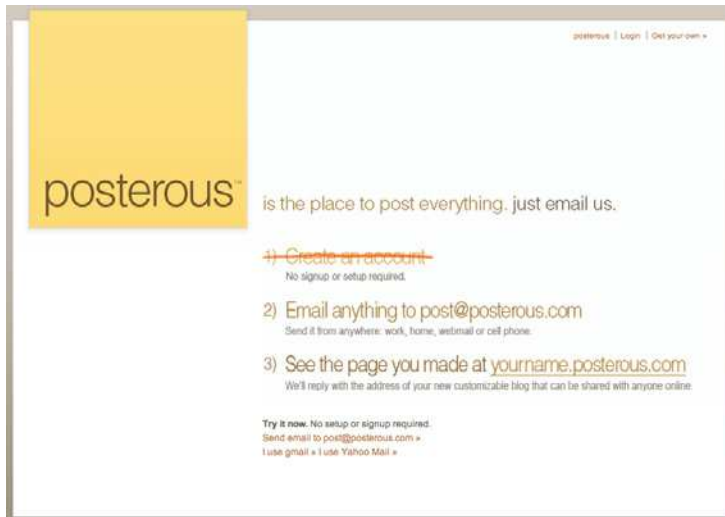 posterous | Login | Get your own »
posterous™ is the place to post everything. just email us.
1) Create an account
No signup or setup required.
2) Email anything to post@posterous.com
Send it from anywhere: work, home, webmail or cell phone
3) See the page you made at yourname.posterous.com
We'll reply with the address of your new customizable blog that can be shared with anyone online
Try it now. No setup or signup required.
Send email to post@posterous.com »
I use gmail » I use Yahoo Mail »